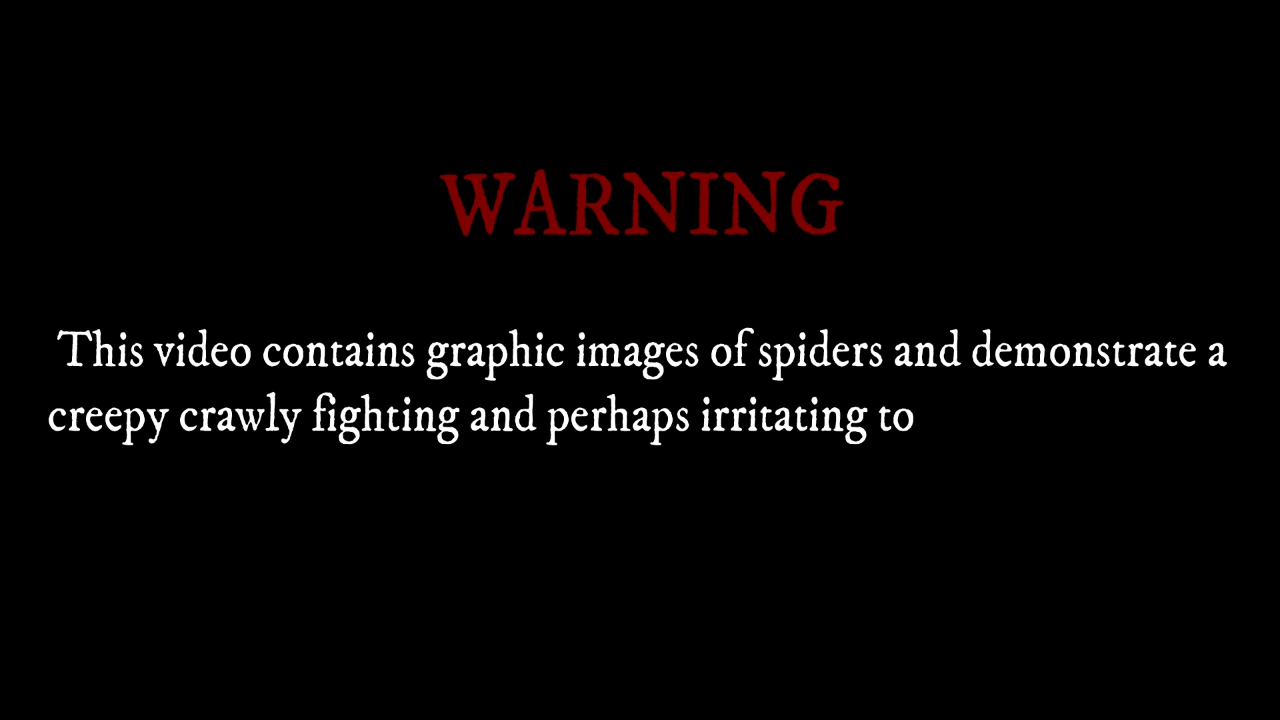 WARNING
This video contains graphic images of spiders and demonstrate a
creepy crawly fighting and perhaps irritating to